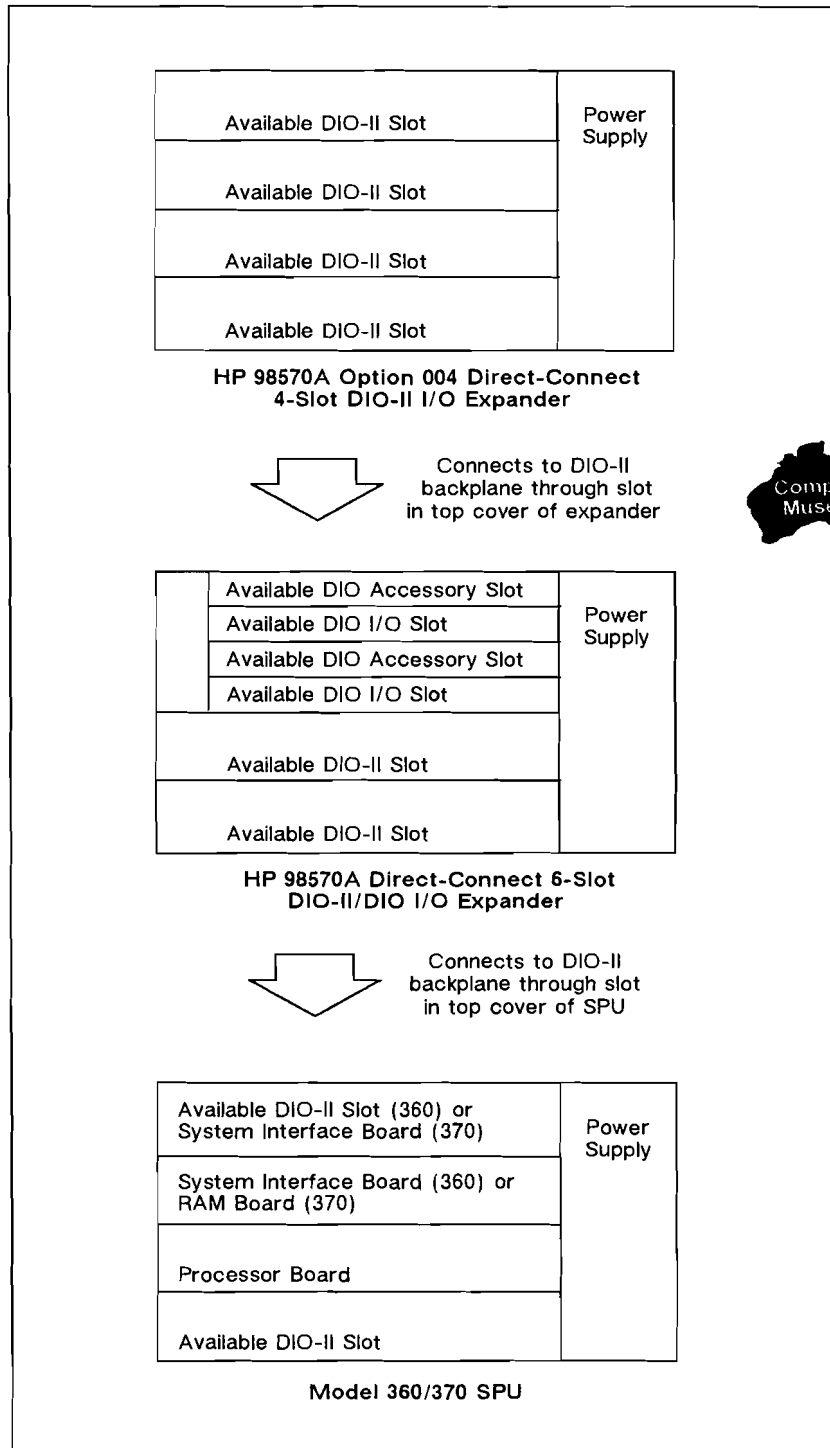 Available DIO-II Slot
Power
Supply
Available DIO-II Slot
Available DIO-II Slot
Available DIO-II Slot
HP 98570A Option 004 Direct-Connect
4-Slot DIO-II I/O Expander
Connects to DIO-II
backplane through slot
in top cover of expander
Available DIO Accessory Slot
Available DIO I/O Slot
Available DIO Accessory Slot
Available DIO I/O Slot
Power
Supply
Available DIO-II Slot
Available DIO-II Slot
HP 98570A Direct-Connect 6-Slot
DIO-II/DIO I/O Expander
Connects to DIO-II
backplane through slot
in top cover of SPU
Available DIO-II Slot (360) or
System Interface Board (370)
Power
Supply
System Interface Board (360) or
RAM Board (370)
Processor Board
Available DIO-II Slot
Model 360/370 SPU